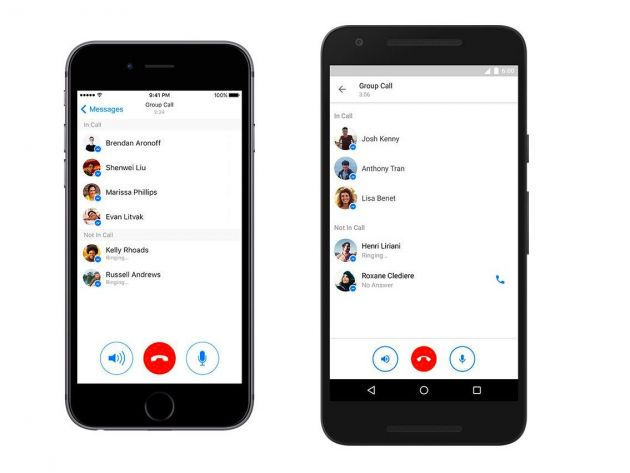 9:41 PM
100%
Messages
Group Call
3:34
In Call
Brendan Aronoff
Shenwei Liu
Marissa Phillips
Evan Litvak
Not In Call
Kelly Rhoads
Ringing...
Russell Andrews
Ringing...
6:00
Group Call
3:06
In Call
Josh Kenny
Anthony Tran
Lisa Benet
Not In Call
Henri Liriani
Ringing...
Roxane Clediere
No Answer